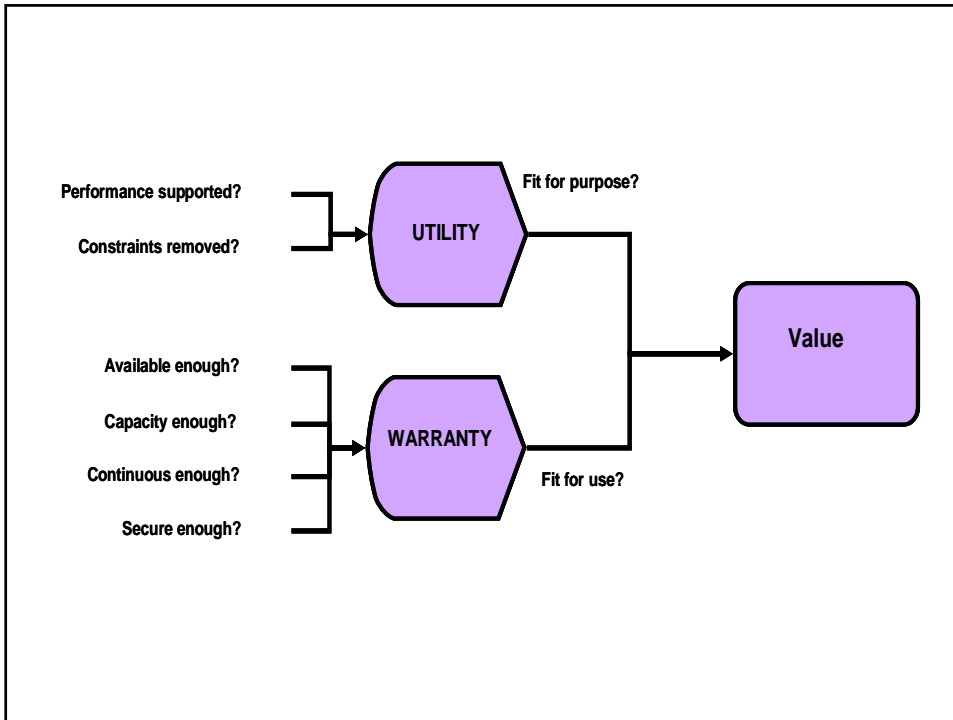 Fit for purpose?
Performance supported?
UTILITY
Constraints removed?
Value
Available enough?
Capacity enough?
WARRANTY
Continuous enough?
Fit for use?
Secure enough?